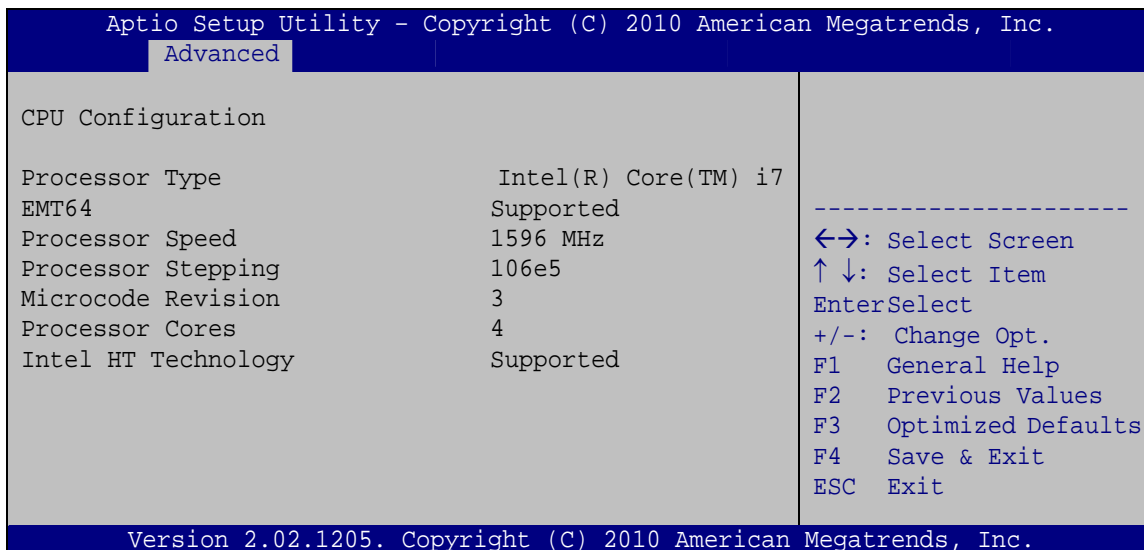 Aptio Setup Utility – Copyright (C) 2010 American Megatrends, Inc.
Advanced
CPU Configuration
Processor Type Intel(R) Core(TM) i7
EMT64 Supported
Processor Speed 1596 MHz
Processor Stepping 106e5
Microcode Revision 3
Processor Cores 4
Intel HT Technology Supported
----------------------
←→: Select Screen
↑ ↓: Select Item
EnterSelect
+/-: Change Opt.
F1 General Help
F2 Previous Values
F3 Optimized Defaults
F4 Save & Exit
ESC Exit
Version 2.02.1205. Copyright (C) 2010 American Megatrends, Inc.